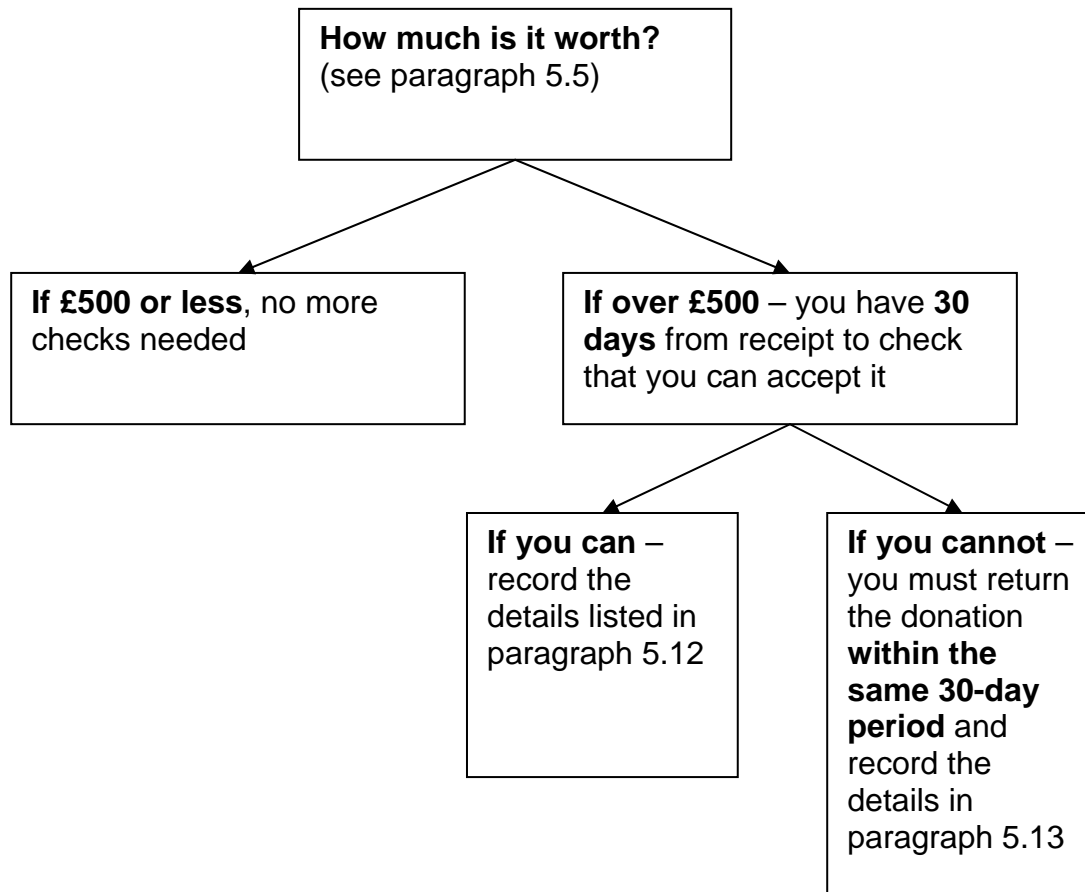 How much is it worth?
(see paragraph 5.5)
If £500 or less, no more
checks needed
If over £500 – you have 30
days from receipt to check
that you can accept it
If you can –
record the
details listed in
paragraph 5.12
If you cannot –
you must return
the donation
within the
same 30-day
period and
record the
details in
paragraph 5.13